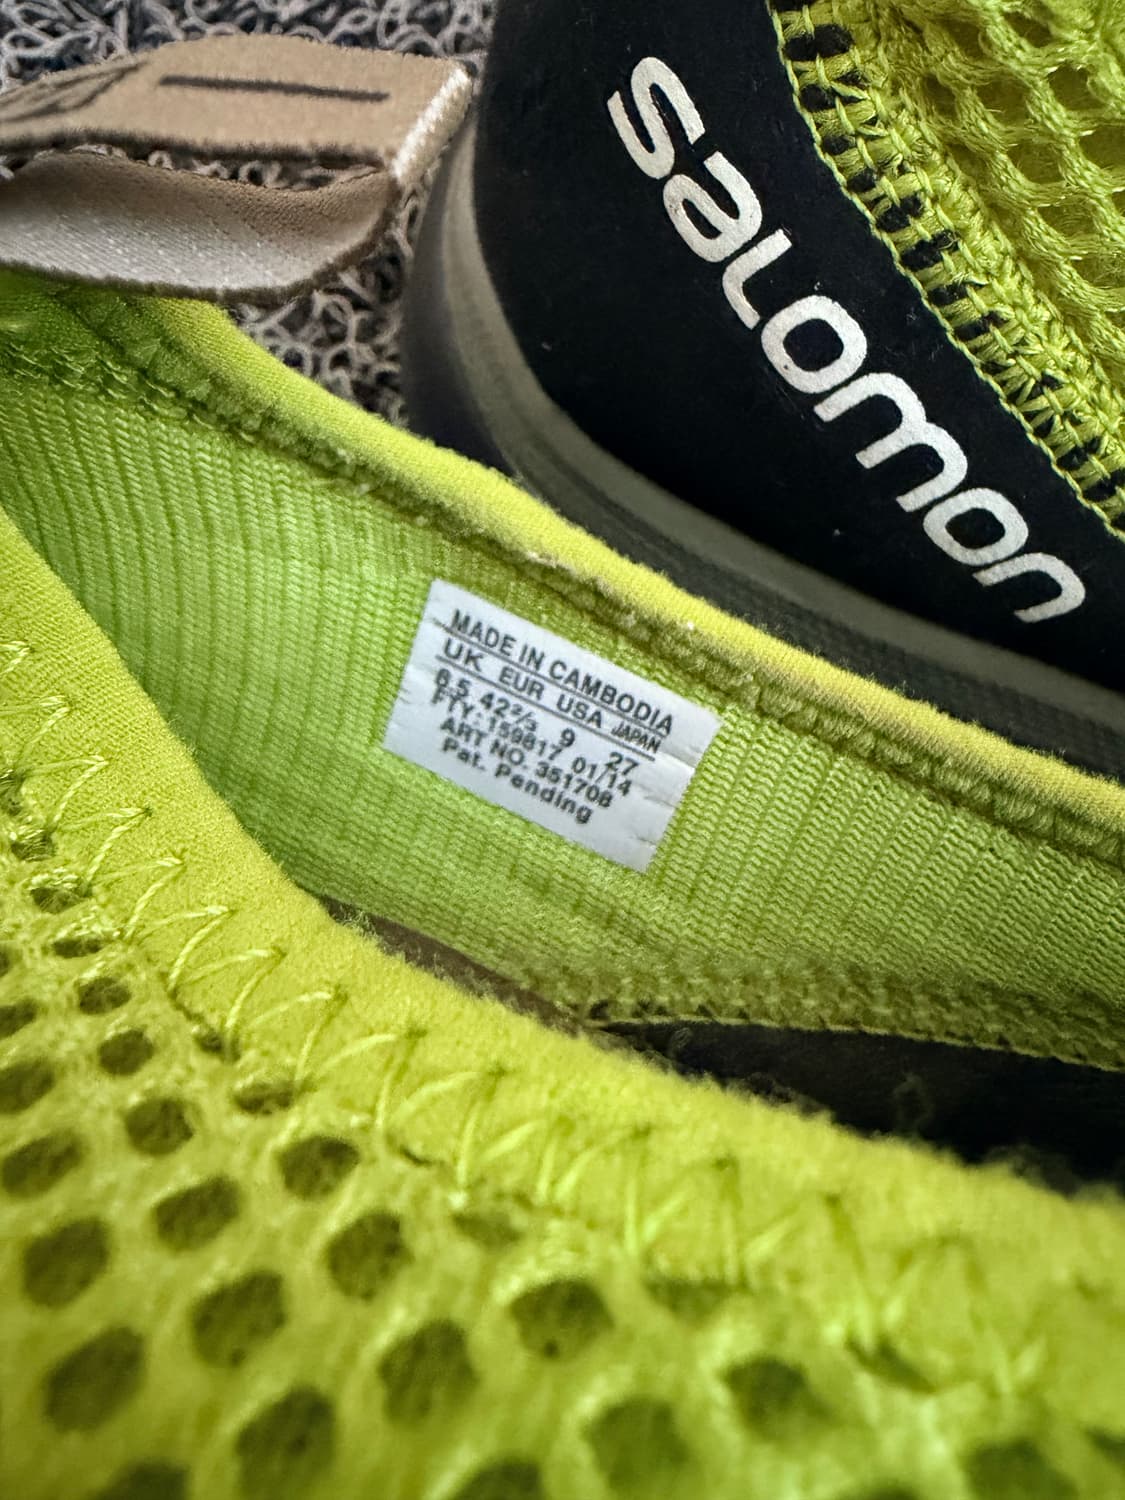 salomon
MADE IN CAMBODIA
UK EUR USA JAPAN
8.5 42⅔ 9 27
FTY: 159817 01/14
ART NO. 351708
Pat. Pending